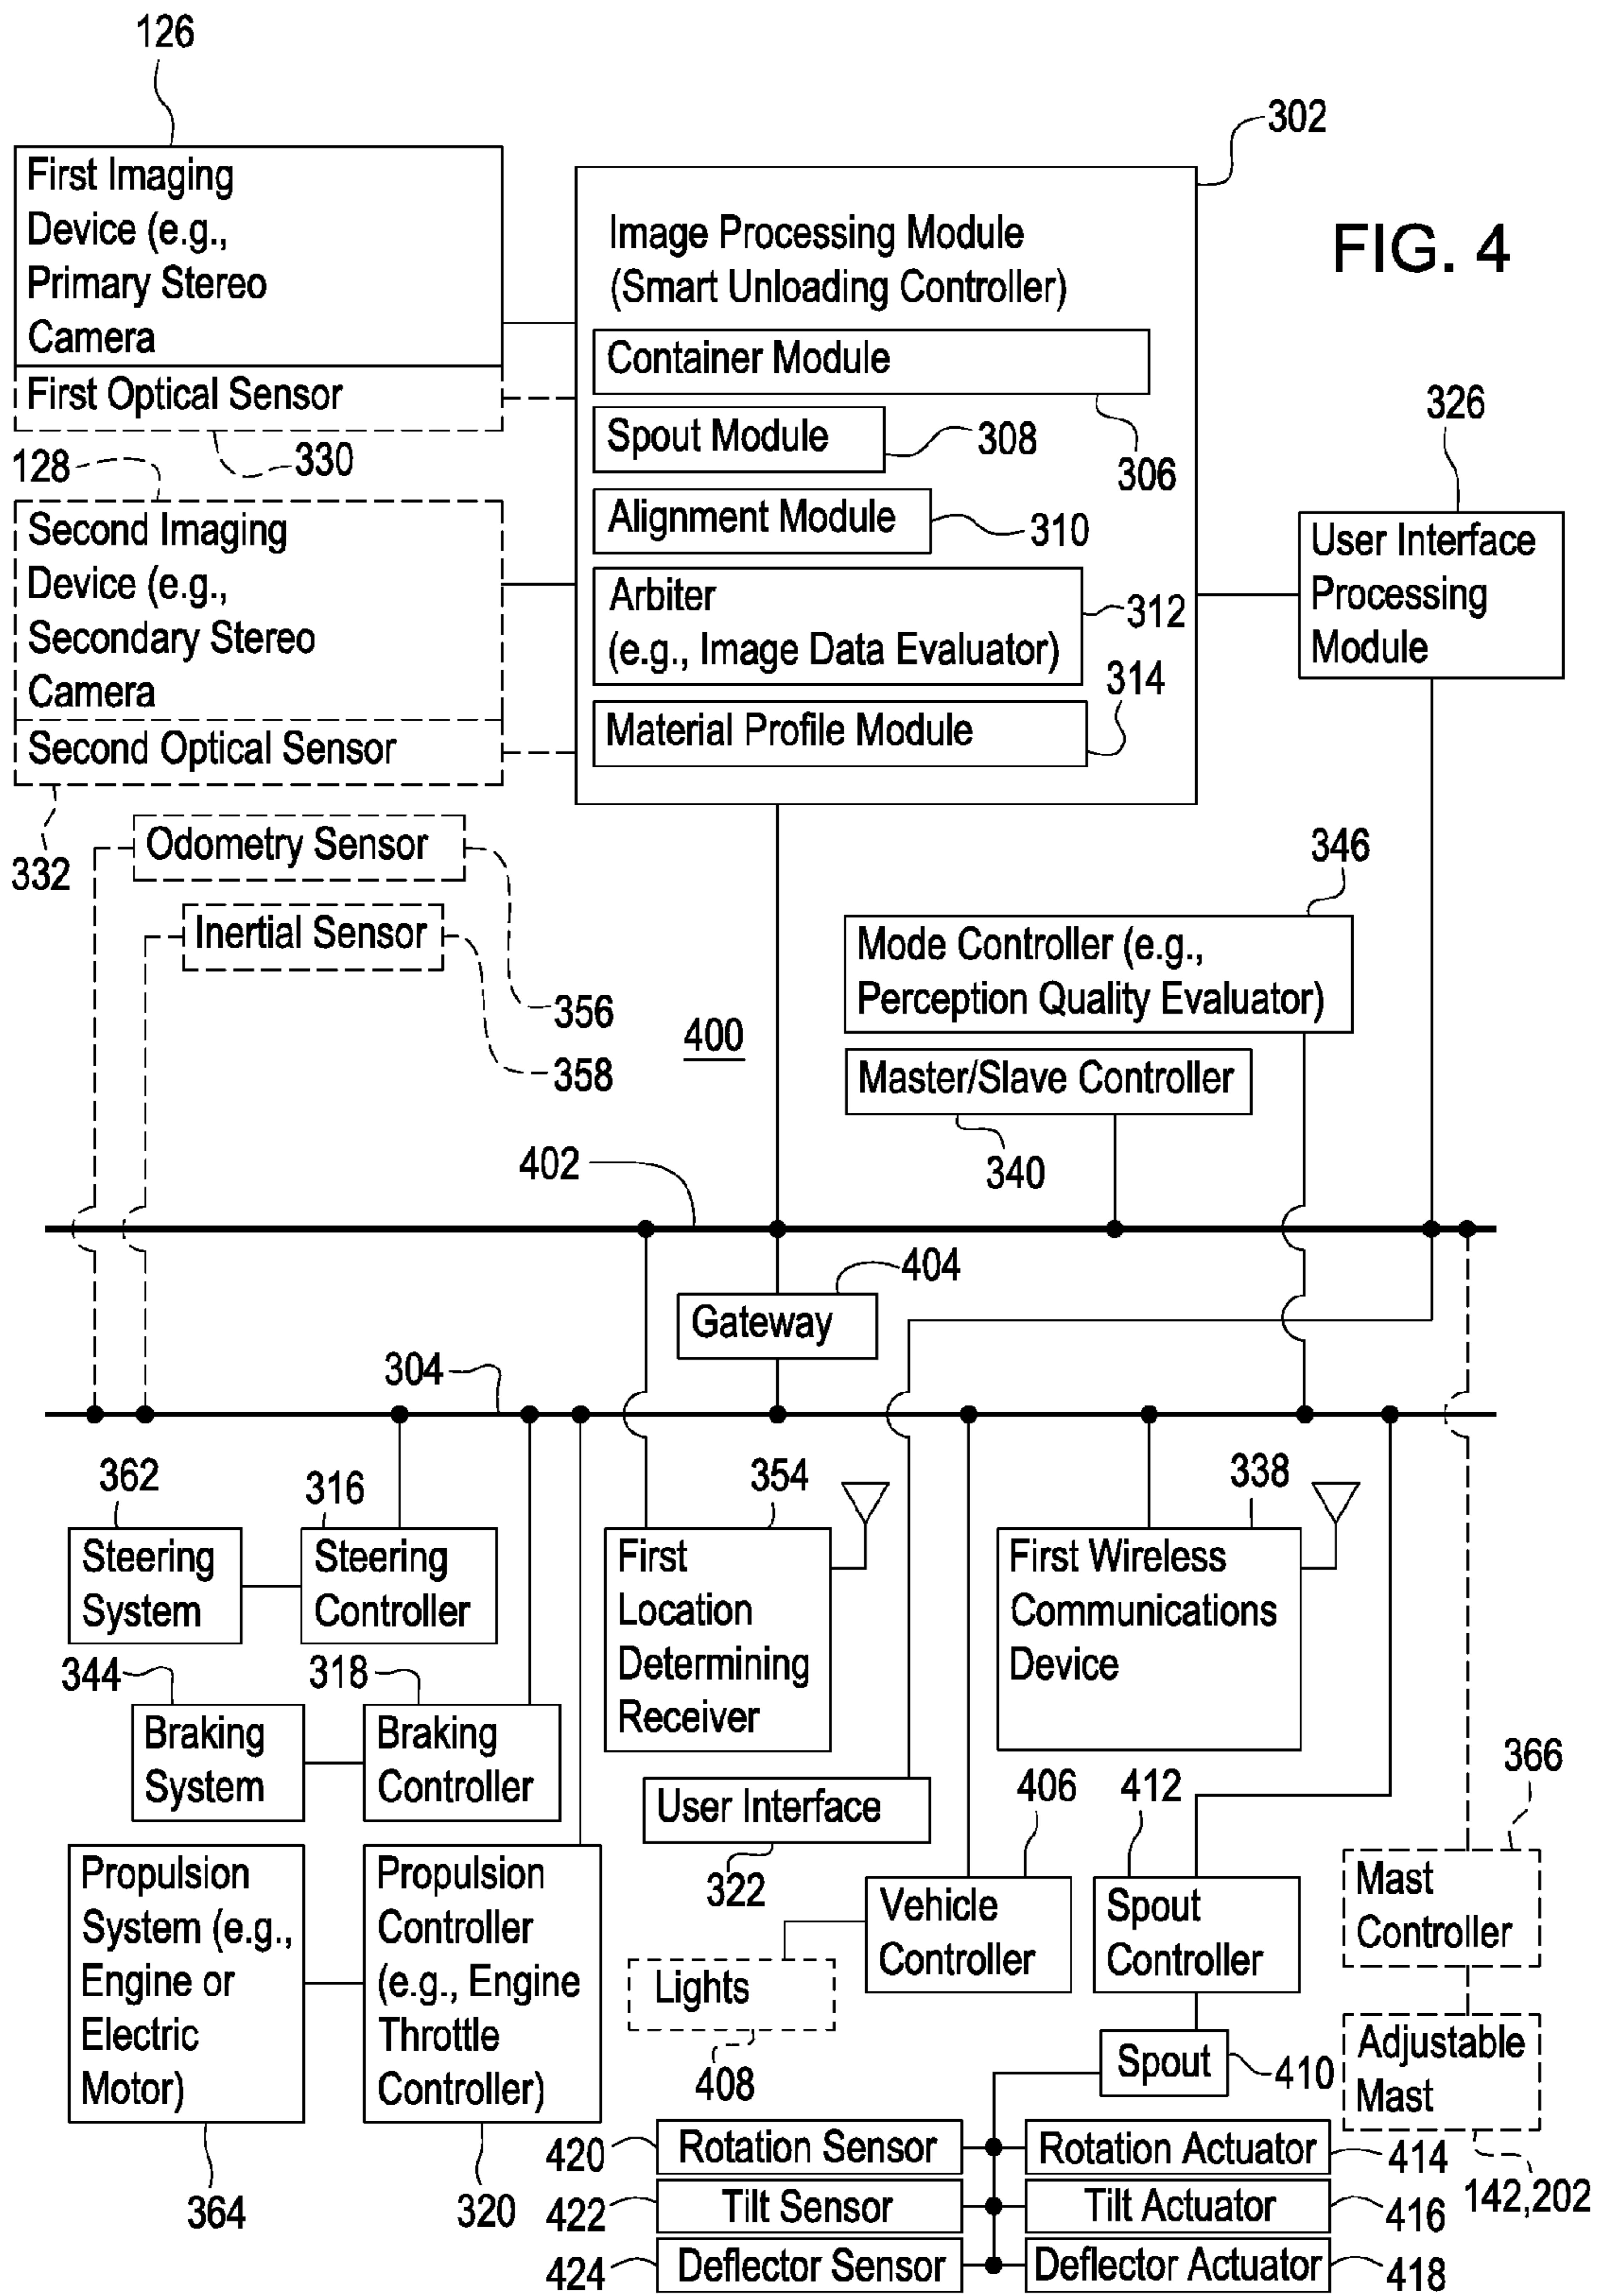 126
302
FIG. 4
First Imaging
Device (e.g.,
Primary Stereo
Camera
First Optical Sensor
330
128
Second Imaging
Device (e.g.,
Secondary Stereo
Camera
Second Optical Sensor
332
Image Processing Module
(Smart Unloading Controller)
Container Module
306
Spout Module
308
Alignment Module
310
Arbiter
(e.g., Image Data Evaluator)
312
314
Material Profile Module
326
User Interface
Processing
Module
Odometry Sensor
Inertial Sensor
356
358
400
346
Mode Controller (e.g.,
Perception Quality Evaluator)
Master/Slave Controller
340
402
404
Gateway
304
362
Steering
System
316
Steering
Controller
344
Braking
System
318
Braking
Controller
Propulsion
System (e.g.,
Engine or
Electric
Motor)
364
Propulsion
Controller
(e.g., Engine
Throttle
Controller)
320
354
First
Location
Determining
Receiver
338
First Wireless
Communications
Device
User Interface
322
406
Vehicle
Controller
Lights
408
412
Spout
Controller
Spout
410
366
Mast
Controller
Adjustable
Mast
142,202
420
Rotation Sensor
Rotation Actuator
414
422
Tilt Sensor
Tilt Actuator
416
424
Deflector Sensor
Deflector Actuator
418